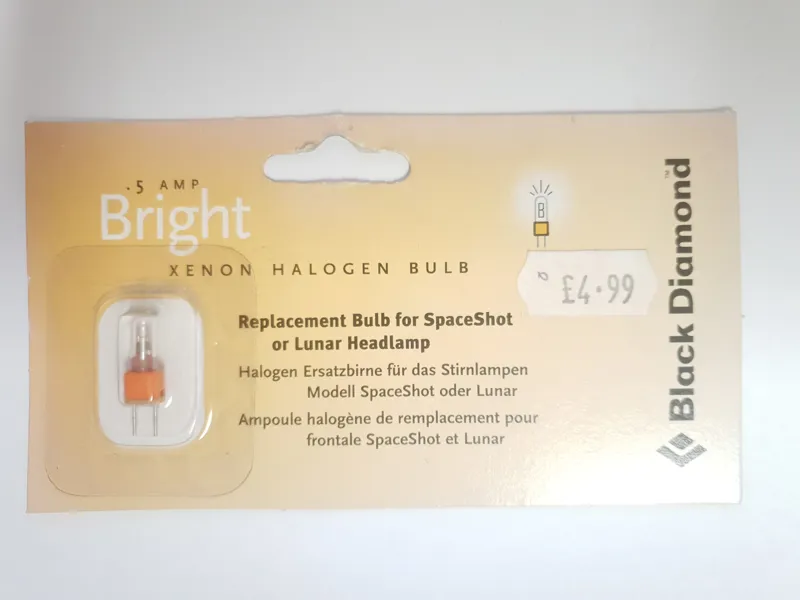 .5 AMP
Bright
XENON HALOGEN BULB
B
£4.99
Replacement Bulb for SpaceShot
or Lunar Headlamp
Halogen Ersatzbirne für das Stirnlampen
Modell SpaceShot oder Lunar
Ampoule halogène de remplacement pour
frontale SpaceShot et Lunar
Black Diamond™